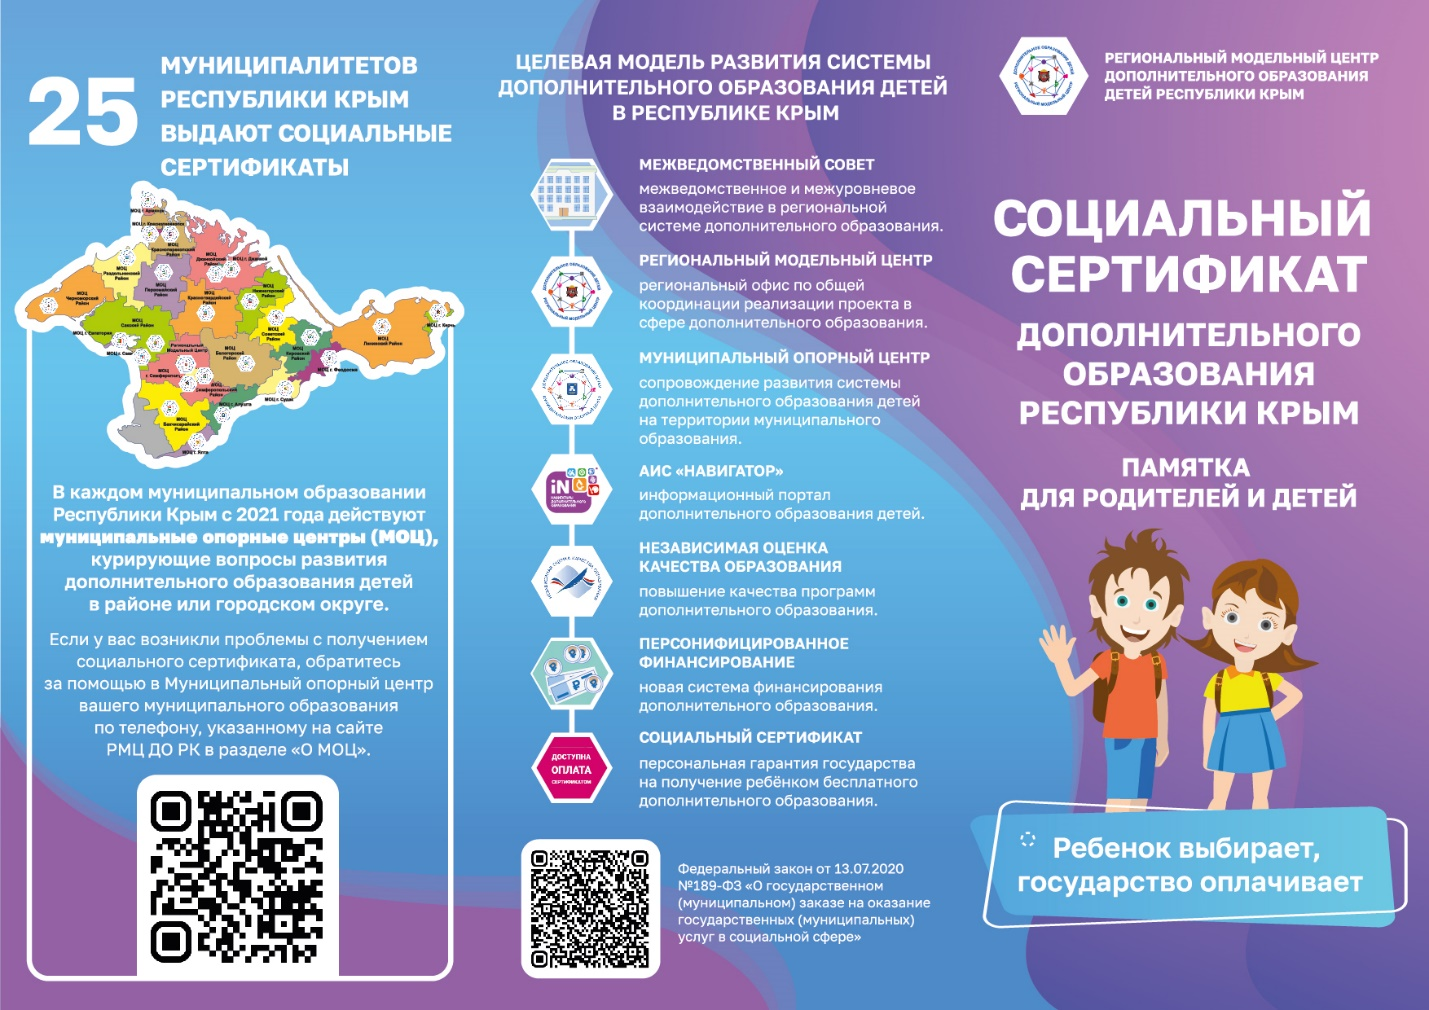 25
МУНИЦИПАЛИТЕТОВ
РЕСПУБЛИКИ КРЫМ
ВЫДАЮТ СОЦИАЛЬНЫЕ
СЕРТИФИКАТЫ
В каждом муниципальном образовании
Республики Крым с 2021 года действуют
муниципальные опорные центры (МОЦ),
курирующие вопросы развития
дополнительного образования детей
в районе или городском округе.
Если у вас возникли проблемы с получением
социального сертификата, обратитесь
за помощью в Муниципальный опорный центр
вашего муниципального образования
по телефону, указанному на сайте
РМЦ ДО РК в разделе «О МОЦ».
ЦЕЛЕВАЯ МОДЕЛЬ РАЗВИТИЯ СИСТЕМЫ
ДОПОЛНИТЕЛЬНОГО ОБРАЗОВАНИЯ ДЕТЕЙ
В РЕСПУБЛИКЕ КРЫМ
МЕЖВЕДОМСТВЕННЫЙ СОВЕТ
межведомственное и межуровневое
взаимодействие в региональной
системе дополнительного образования.
РЕГИОНАЛЬНЫЙ МОДЕЛЬНЫЙ ЦЕНТР
региональный офис по общей
координации реализации проекта в
сфере дополнительного образования.
МУНИЦИПАЛЬНЫЙ ОПОРНЫЙ ЦЕНТР
сопровождение развития системы
дополнительного образования детей
на территории муниципального
образования.
iN
АИС «НАВИГАТОР»
информационный портал
дополнительного образования детей.
НЕЗАВИСИМАЯ ОЦЕНКА
КАЧЕСТВА ОБРАЗОВАНИЯ
повышение качества программ
дополнительного образования.
ПЕРСОНИФИЦИРОВАННОЕ
ФИНАНСИРОВАНИЕ
новая система финансирования
дополнительного образования.
ДОСТУПНА
ОПЛАТА
СЕРТИФИКАТОМ
СОЦИАЛЬНЫЙ СЕРТИФИКАТ
персональная гарантия государства
на получение ребёнком бесплатного
дополнительного образования.
Федеральный закон от 13.07.2020
№189-ФЗ «О государственном
(муниципальном) заказе на оказание
государственных (муниципальных)
услуг в социальной сфере»
РЕГИОНАЛЬНЫЙ МОДЕЛЬНЫЙ ЦЕНТР
ДОПОЛНИТЕЛЬНОГО ОБРАЗОВАНИЯ
ДЕТЕЙ РЕСПУБЛИКИ КРЫМ
СОЦИАЛЬНЫЙ
СЕРТИФИКАТ
ДОПОЛНИТЕЛЬНОГО
ОБРАЗОВАНИЯ
РЕСПУБЛИКИ КРЫМ
ПАМЯТКА
ДЛЯ РОДИТЕЛЕЙ И ДЕТЕЙ
Ребенок выбирает,
государство оплачивает